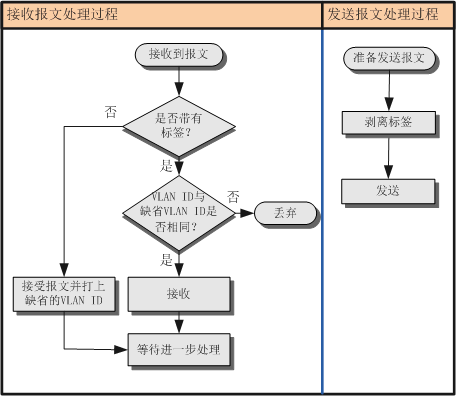 接收报文处理过程
发送报文处理过程
接收到报文
是否带有
标签？
否
是
VLAN ID与
缺省VLAN ID是
否相同？
否
丢弃
是
接受报文并打上
缺省的VLAN ID
接收
等待进一步处理
准备发送报文
剥离标签
发送